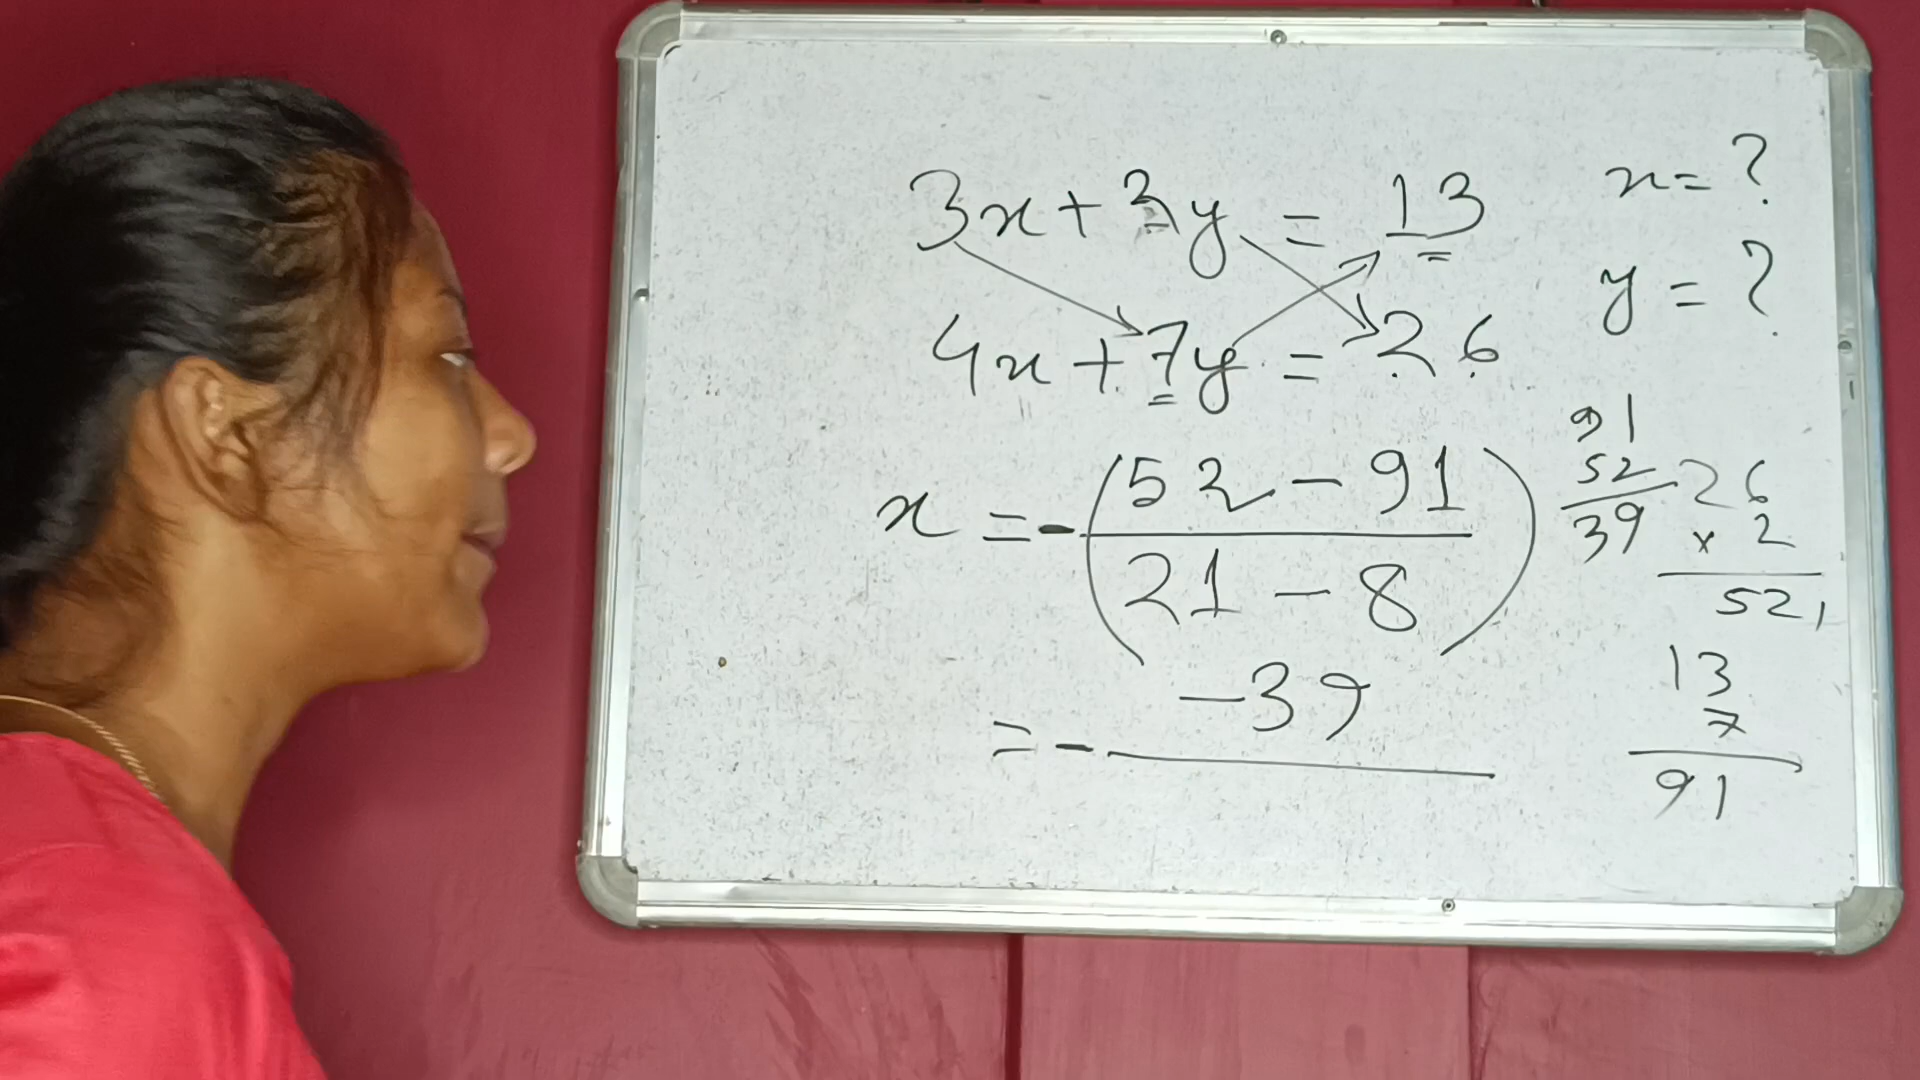 3x + 2y = 13
4x + 7y = 26
x = ?
y = ?
x = - ( 52 - 91
21 - 8 )
= - -39
91
52
39
26
x 2
52,
13
7
91